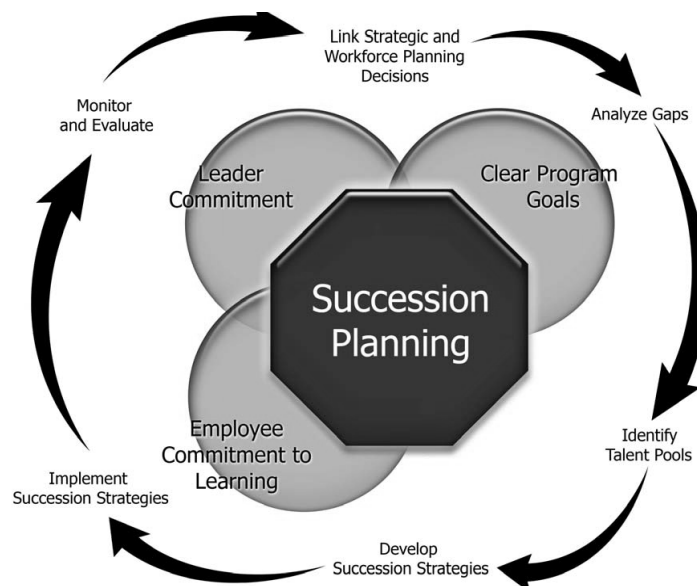 Link Strategic and
Workforce Planning
Decisions
Monitor
and Evaluate
Analyze Gaps
Leader
Commitment
Clear Program
Goals
Succession
Planning
Employee
Commitment to
Learning
Identify
Talent Pools
Implement
Succession Strategies
Develop
Succession Strategies